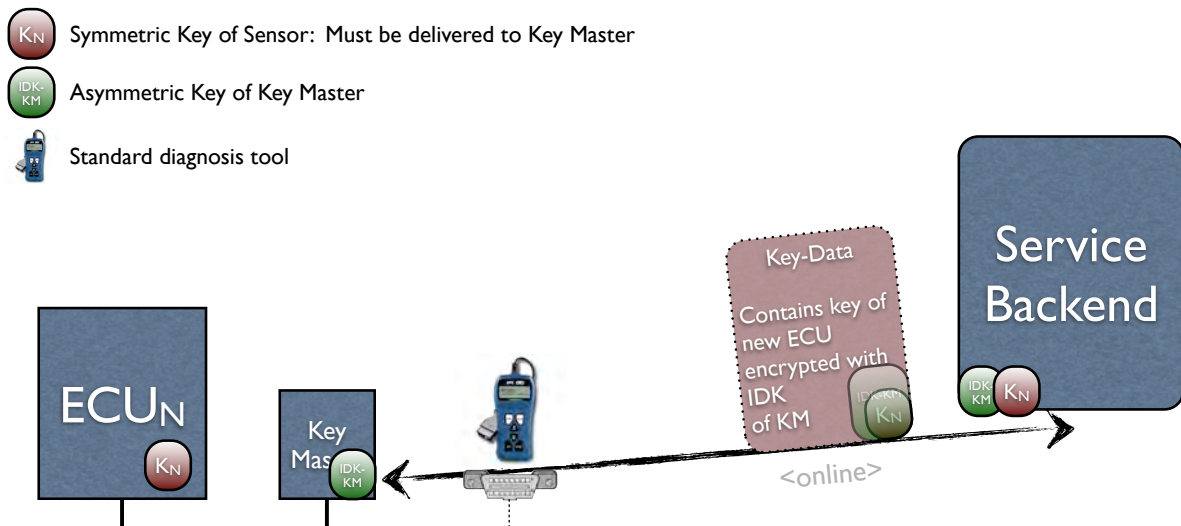 KN
Symmetric Key of Sensor: Must be delivered to Key Master
IDK-
KM
Asymmetric Key of Key Master
Standard diagnosis tool
Service
Backend
Key-Data
Contains key of
new ECU
encrypted with
IDK
of KM
IDK-KM
KN
IDK-
KM
KN
ECUN
KN
Key
Mas
IDK-
KM
<online>